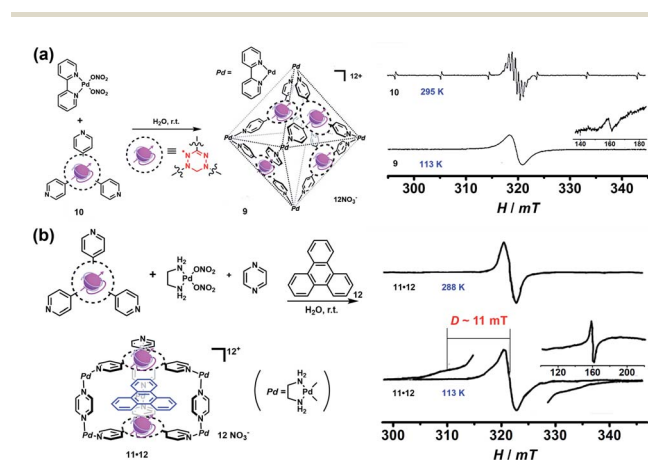 (a)
N
N
Pd
ONO2
ONO2
+
N
N
N
10
H2O, r.t.
≡
N
N
N
N
Pd =
N
N
Pd
12+
Pd
Pd
Pd
Pd
Pd
12NO3-
9
10
295 K
9
113 K
140 160 180
300 310 320 330 340
H / mT
(b)
N
N
N
+
H2
N
Pd
N
H2
ONO2
ONO2
+
N
N
12
H2O, r.t.
12+
Pd
N
N
Pd
Pd
N
N
Pd
12 NO3-
11•12
( Pd =
H2
N
Pd
N
H2
)
11•12
288 K
D ~ 11 mT
11•12
113 K
120 160 200
300 310 320 330 340
H / mT